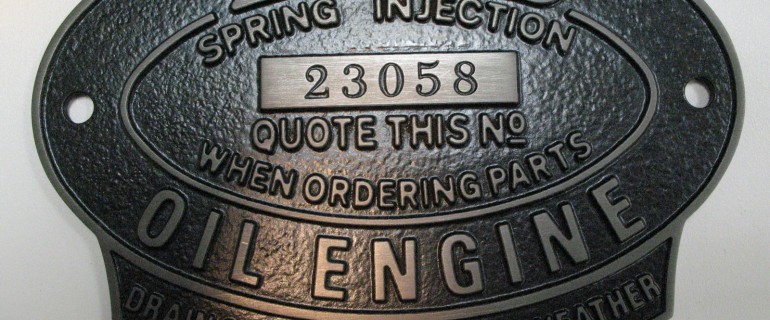 SPRING INJECTION
23058
QUOTE THIS No
WHEN ORDERING PARTS
OIL ENGINE